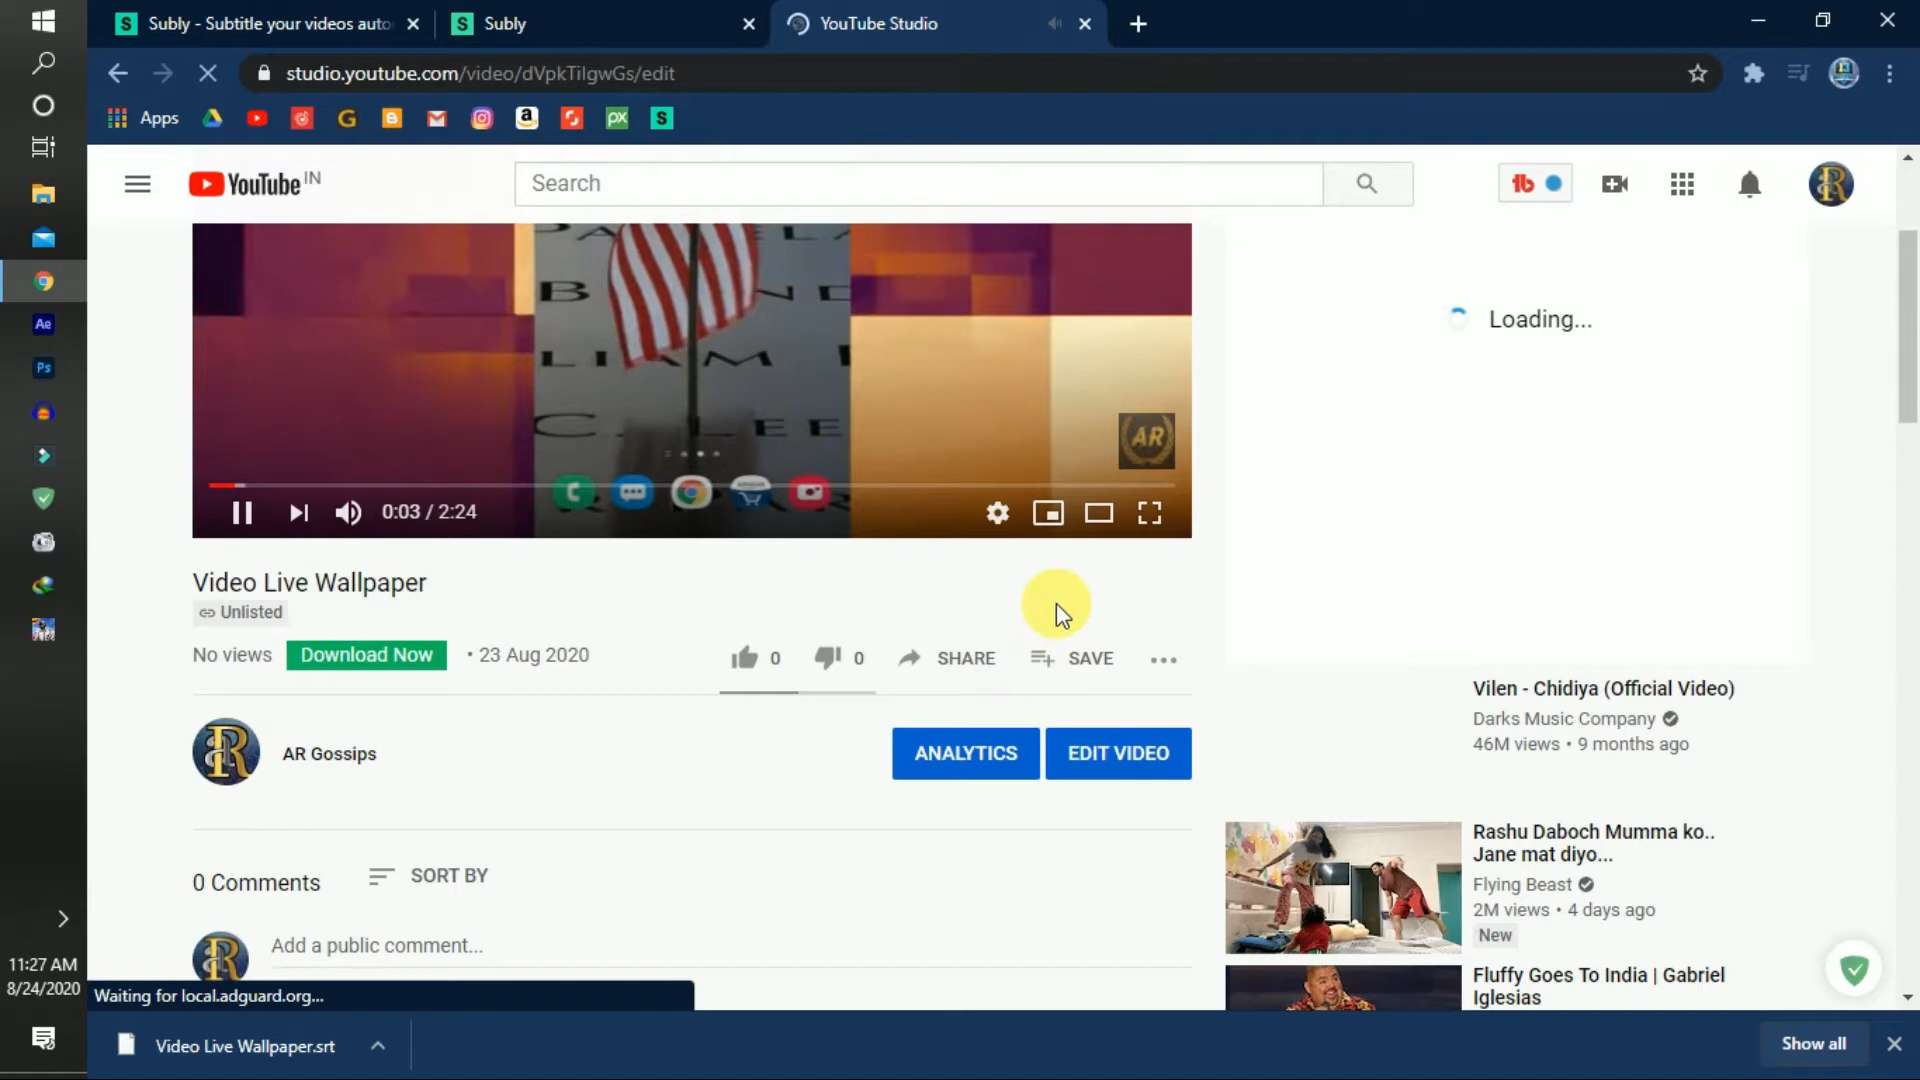 Subly - Subtitle your videos auto
Subly
YouTube Studio
studio.youtube.com/video/dVpkTiIgwGs/edit
Apps
YouTube IN
Search
Loading...
AR
0:03 / 2:24
Video Live Wallpaper
Unlisted
No views
Download Now
• 23 Aug 2020
0
0
SHARE
SAVE
AR Gossips
ANALYTICS
EDIT VIDEO
0 Comments
SORT BY
Add a public comment...
Vilen - Chidiya (Official Video)
Darks Music Company
46M views • 9 months ago
Rashu Daboch Mumma ko..
Jane mat diyo...
Flying Beast
2M views • 4 days ago
New
Fluffy Goes To India | Gabriel
Iglesias
Ae
Ps
11:27 AM
8/24/2020
Waiting for local.adguard.org...
Video Live Wallpaper.srt
Show all